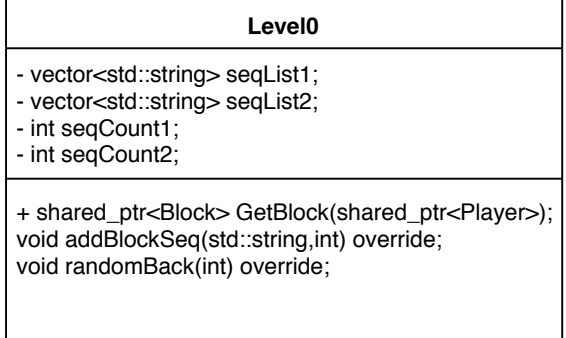 Level0
- vector<std::string> seqList1;
- vector<std::string> seqList2;
- int seqCount1;
- int seqCount2;
+ shared_ptr<Block> GetBlock(shared_ptr<Player>);
void addBlockSeq(std::string,int) override;
void randomBack(int) override;